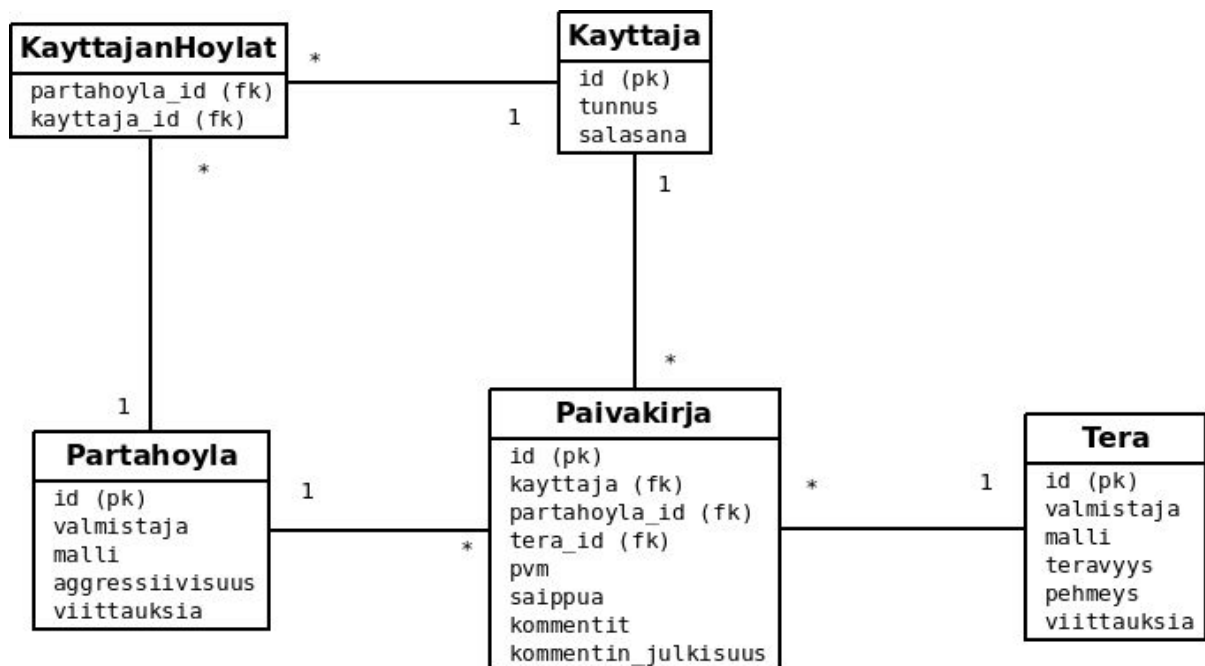 KayttajanHoylat
partahoyla_id (fk)
kayttaja_id (fk)
*
1
Kayttaja
id (pk)
tunnus
salasana
*
1
1
*
Partahoyla
id (pk)
valmistaja
malli
aggressiivisuus
viittauksia
1
*
Paivakirja
id (pk)
kayttaja (fk)
partahoyla_id (fk)
tera_id (fk)
pvm
saippua
kommentit
kommentin_julkisuus
*
1
Tera
id (pk)
valmistaja
malli
teravyys
pehmeys
viittauksia